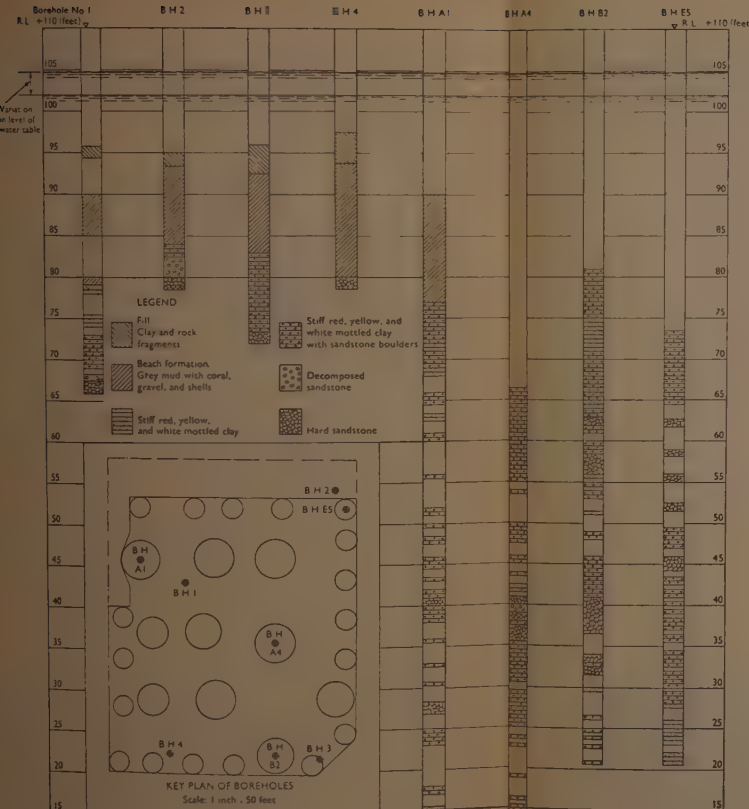 Borehole No 1
R L +110 (feet)
B H 2
B H 4
B H A1
B H A4
B H B2
B H E5
R L +110 (feet)
105
100
95
90
85
80
75
70
65
60
55
50
45
40
35
30
25
20
15
105
100
95
90
85
80
75
70
65
60
55
50
45
40
35
30
25
20
15
level of
water table
LEGEND
Fill
Clay and rock
fragments
Beach formation.
Grey mud with coral,
gravel, and shells
Stiff red, yellow,
and white mottled clay
Stiff red, yellow, and
white mottled clay
with sandstone boulders
Decomposed
sandstone
Hard sandstone
B H 2
B H E5
B H
A1
B H 1
B H
A4
B H 4
B H
B2
B H 3
KEY PLAN OF BOREHOLES
Scale: 1 inch = 50 feet